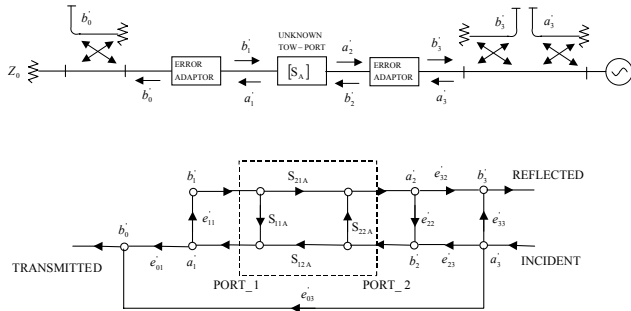 b'0
b'3 a'3
UNKNOWN
TOW-PORT
b'1 a'2 b'3
Z0
ERROR
ADAPTOR
[SA]
ERROR
ADAPTOR
b'0 a'1 b'2 a'3
b'1 S21A a'2 e'32 b'3 REFLECTED
e'11 S11A S22A e'22 e'33
b'0
INCIDENT
TRANSMITTED e'01 a'1 S12A b'2 e'23 a'3
PORT_1 PORT_2
e'03